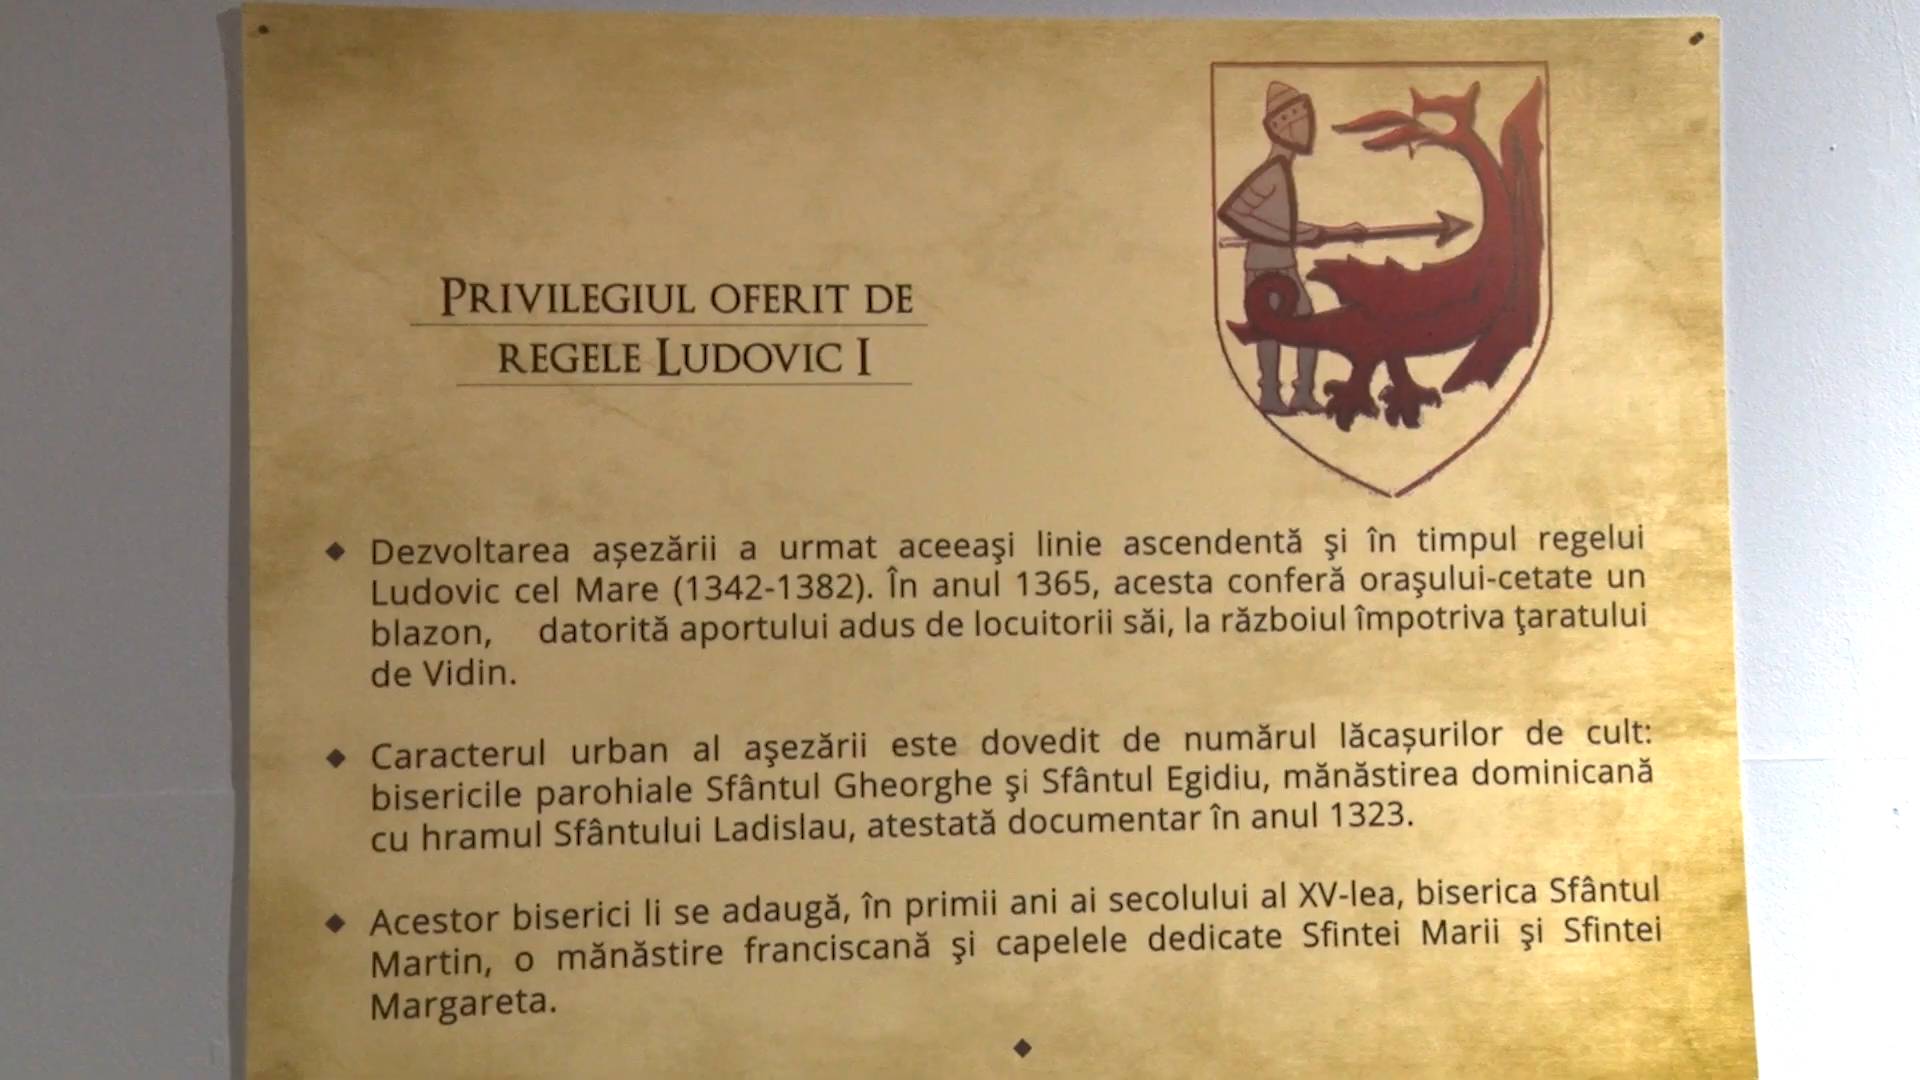 PRIVILEGIUL OFERIT DE
REGELE LUDOVIC I
Dezvoltarea așezării a urmat aceeaşi linie ascendentă şi în timpul regelui
Ludovic cel Mare (1342-1382). În anul 1365, acesta conferă oraşului-cetate un
blazon, datorită aportului adus de locuitorii săi, la războiul împotriva ţaratului
de Vidin.
Caracterul urban al aşezării este dovedit de numărul lăcașurilor de cult:
bisericile parohiale Sfântul Gheorghe şi Sfântul Egidiu, mănăstirea dominicană
cu hramul Sfântului Ladislau, atestată documentar în anul 1323.
Acestor biserici li se adaugă, în primii ani ai secolului al XV-lea, biserica Sfântul
Martin, o mănăstire franciscană şi capelele dedicate Sfintei Marii şi Sfintei
Margareta.